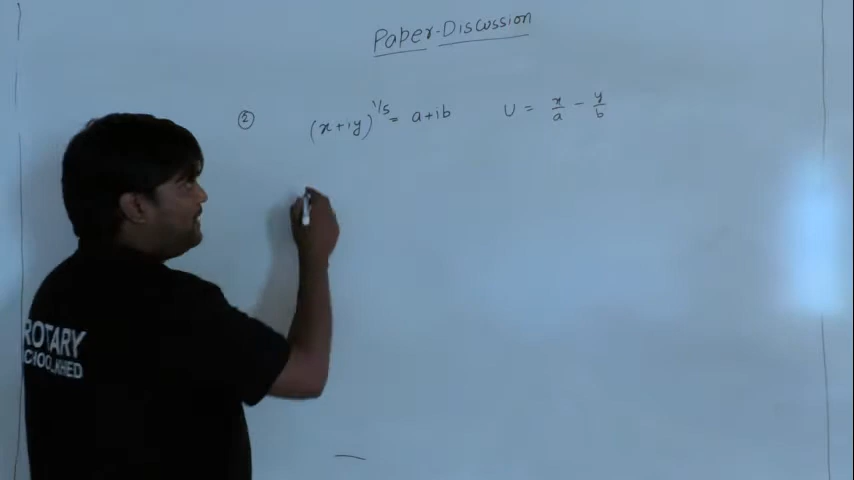 Paper-Discussion
② (x+iy)^1/5 = a+ib U = x/a - y/b
ROTARY